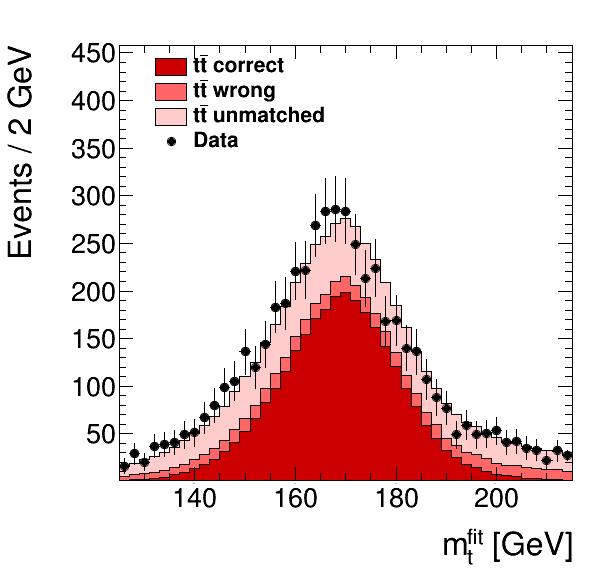 Events / 2 GeV
450
400
350
300
250
200
150
100
50
tt̄ correct
tt̄ wrong
tt̄ unmatched
Data
140 160 180 200
m_t^fit [GeV]